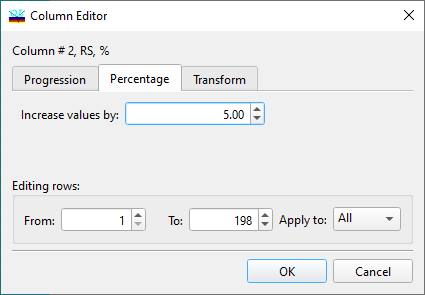 Column Editor
Column # 2, RS, %
Progression Percentage Transform
Increase values by: 5.00
Editing rows:
From: 1 To: 198 Apply to: All
OK Cancel